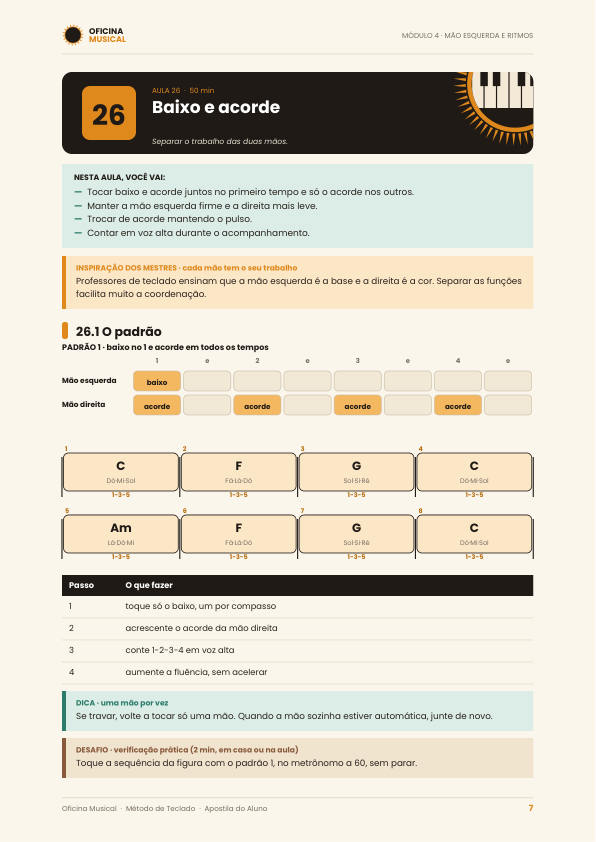 OFICINA
MUSICAL
MÓDULO 4 · MÃO ESQUERDA E RITMOS
26
AULA 26 · 50 min
Baixo e acorde
Separar o trabalho das duas mãos.
NESTA AULA, VOCÊ VAI:
— Tocar baixo e acorde juntos no primeiro tempo e só o acorde nos outros.
— Manter a mão esquerda firme e a direita mais leve.
— Trocar de acorde mantendo o pulso.
— Contar em voz alta durante o acompanhamento.
INSPIRAÇÃO DOS MESTRES · cada mão tem o seu trabalho
Professores de teclado ensinam que a mão esquerda é a base e a direita é a cor. Separar as funções
facilita muito a coordenação.
26.1 O padrão
PADRÃO 1 · baixo no 1 e acorde em todos os tempos
1 e 2 e 3 e 4 e
Mão esquerda baixo
Mão direita acorde acorde acorde acorde
1 2 3 4
C F G C
Dó·Mi·Sol Fá·Lá·Dó Sol·Si·Ré Dó·Mi·Sol
1-3-5 1-3-5 1-3-5 1-3-5
5 6 7 8
Am F G C
Lá·Dó·Mi Fá·Lá·Dó Sol·Si·Ré Dó·Mi·Sol
1-3-5 1-3-5 1-3-5 1-3-5
Passo O que fazer
1 toque só o baixo, um por compasso
2 acrescente o acorde da mão direita
3 conte 1-2-3-4 em voz alta
4 aumente a fluência, sem acelerar
DICA · uma mão por vez
Se travar, volte a tocar só uma mão. Quando a mão sozinha estiver automática, junte de novo.
DESAFIO · verificação prática (2 min, em casa ou na aula)
Toque a sequência da figura com o padrão 1, no metrônomo a 60, sem parar.
Oficina Musical · Método de Teclado · Apostila do Aluno
7